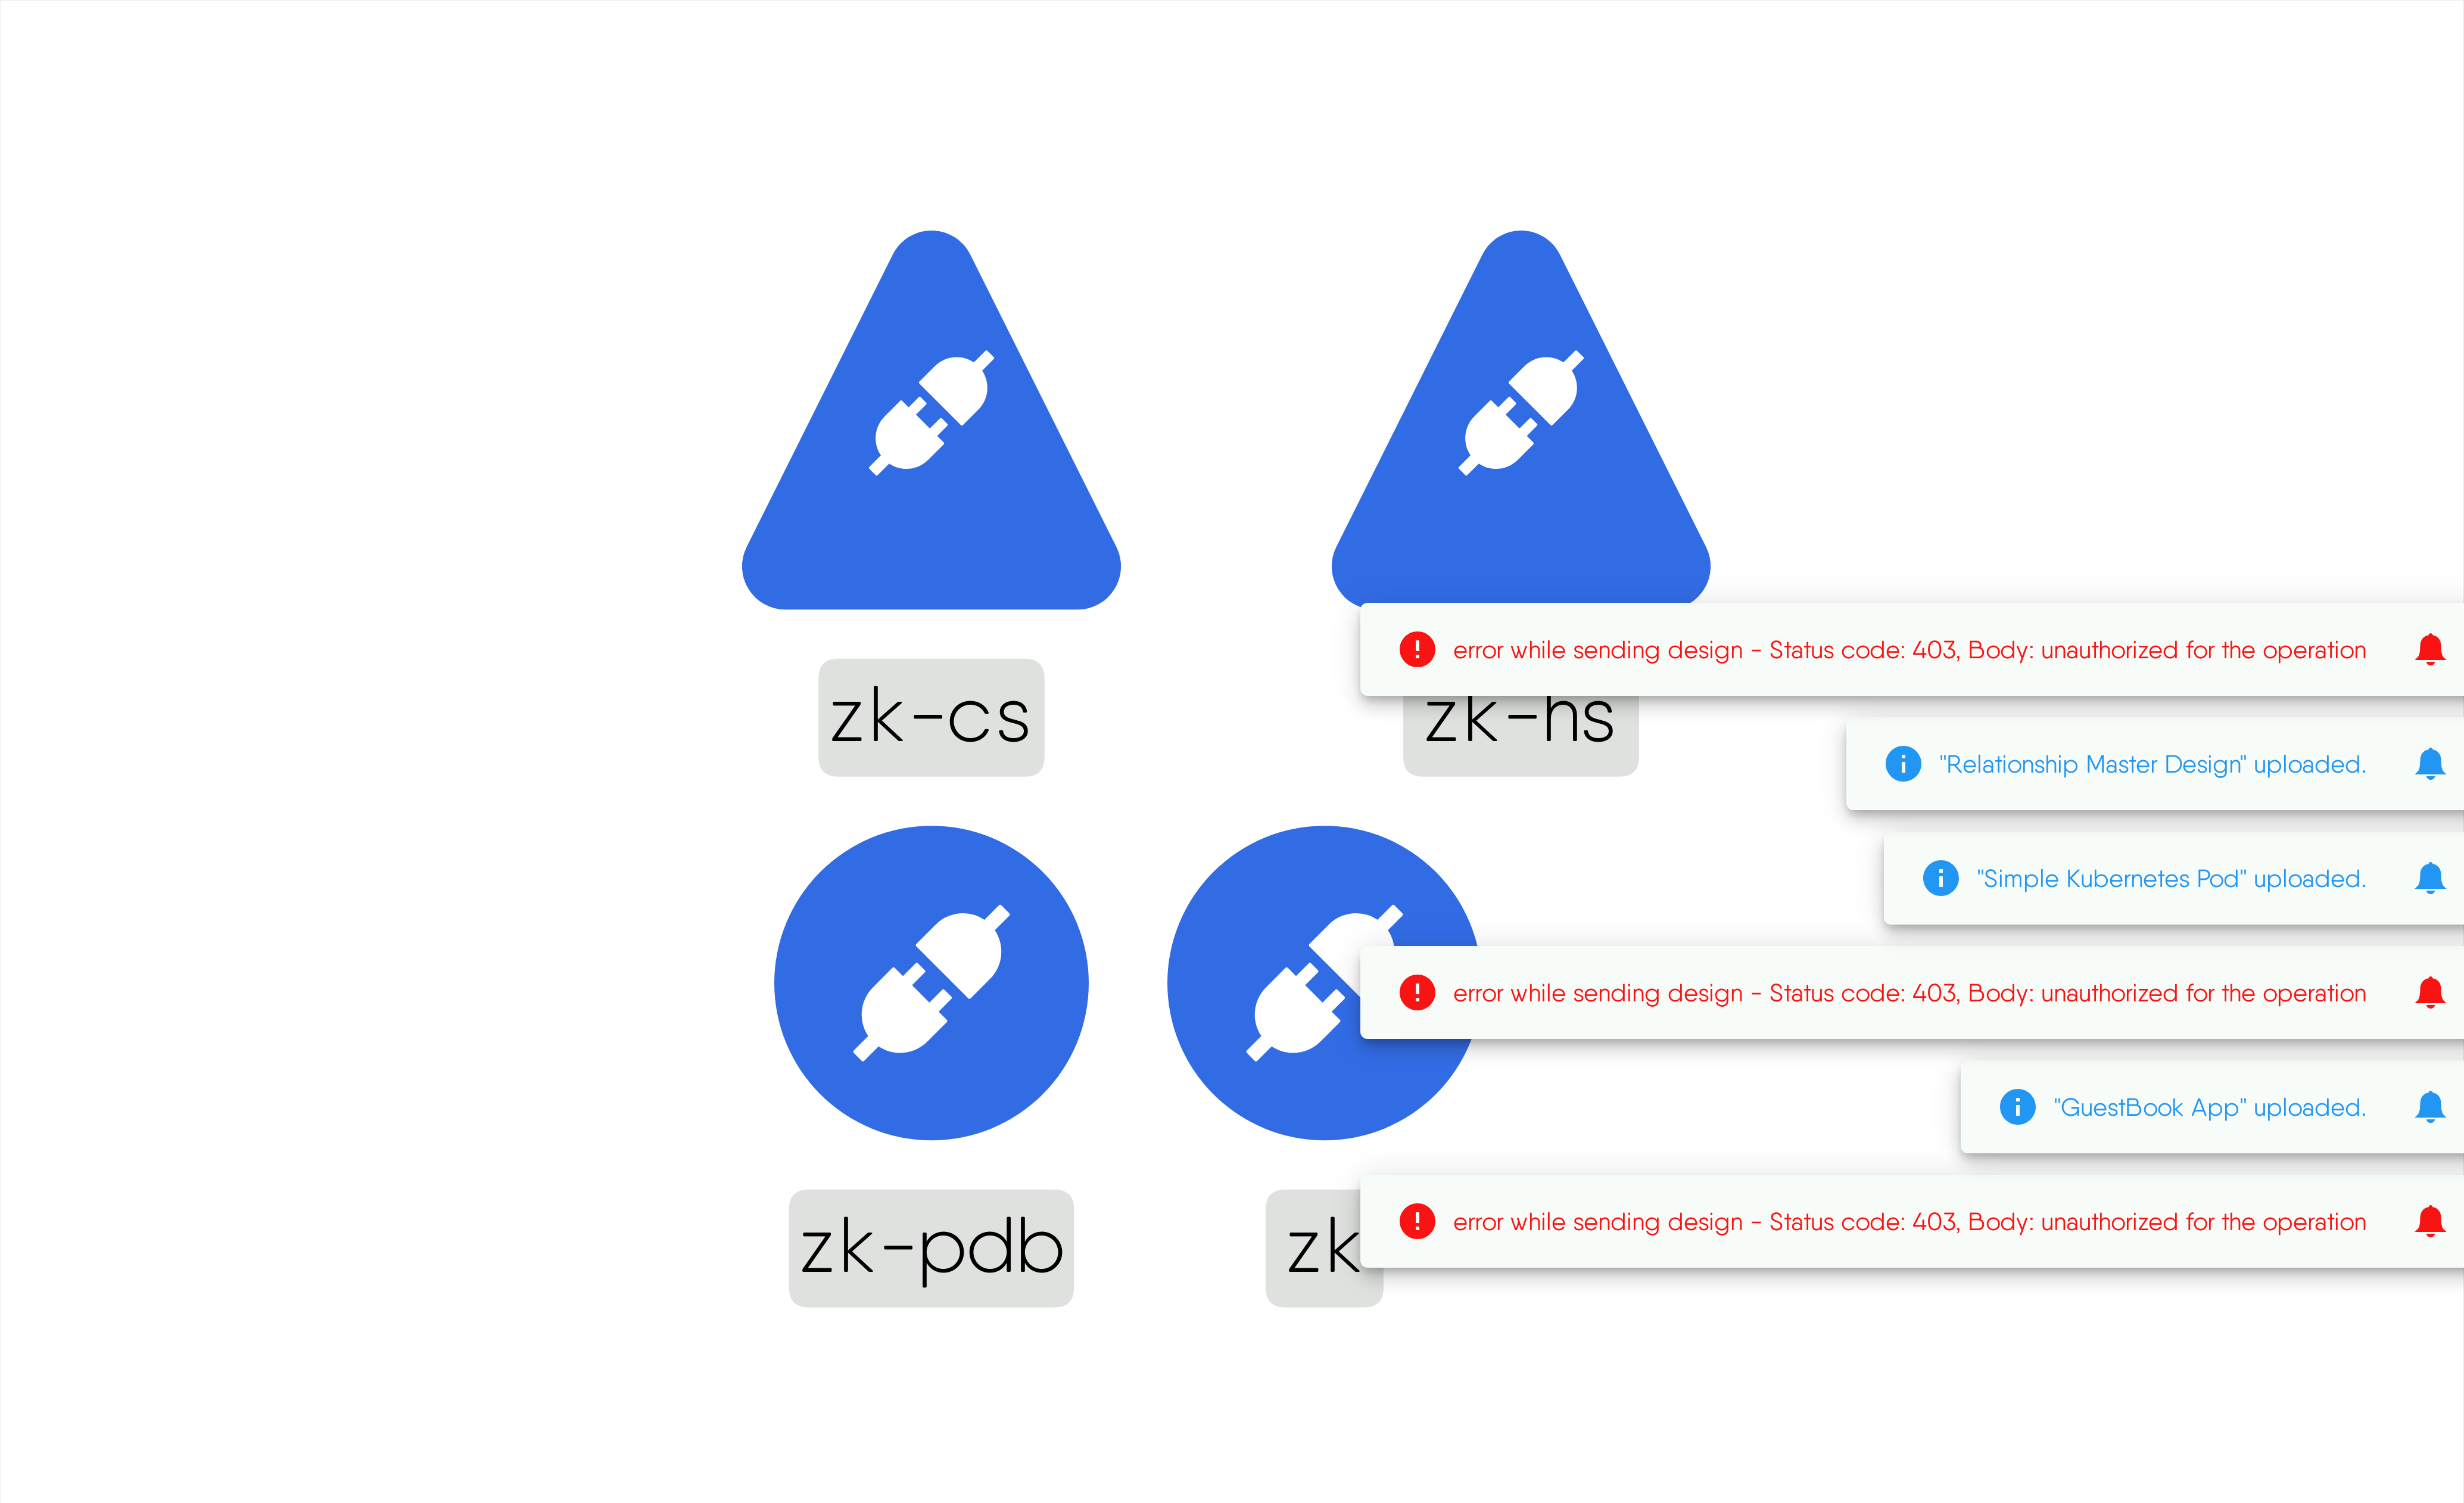 error while sending design - Status code: 403, Body: unauthorized for the operation
zk-cs
zk-hs
"Relationship Master Design" uploaded.
"Simple Kubernetes Pod" uploaded.
error while sending design - Status code: 403, Body: unauthorized for the operation
"GuestBook App" uploaded.
error while sending design - Status code: 403, Body: unauthorized for the operation
zk-pdb
zk